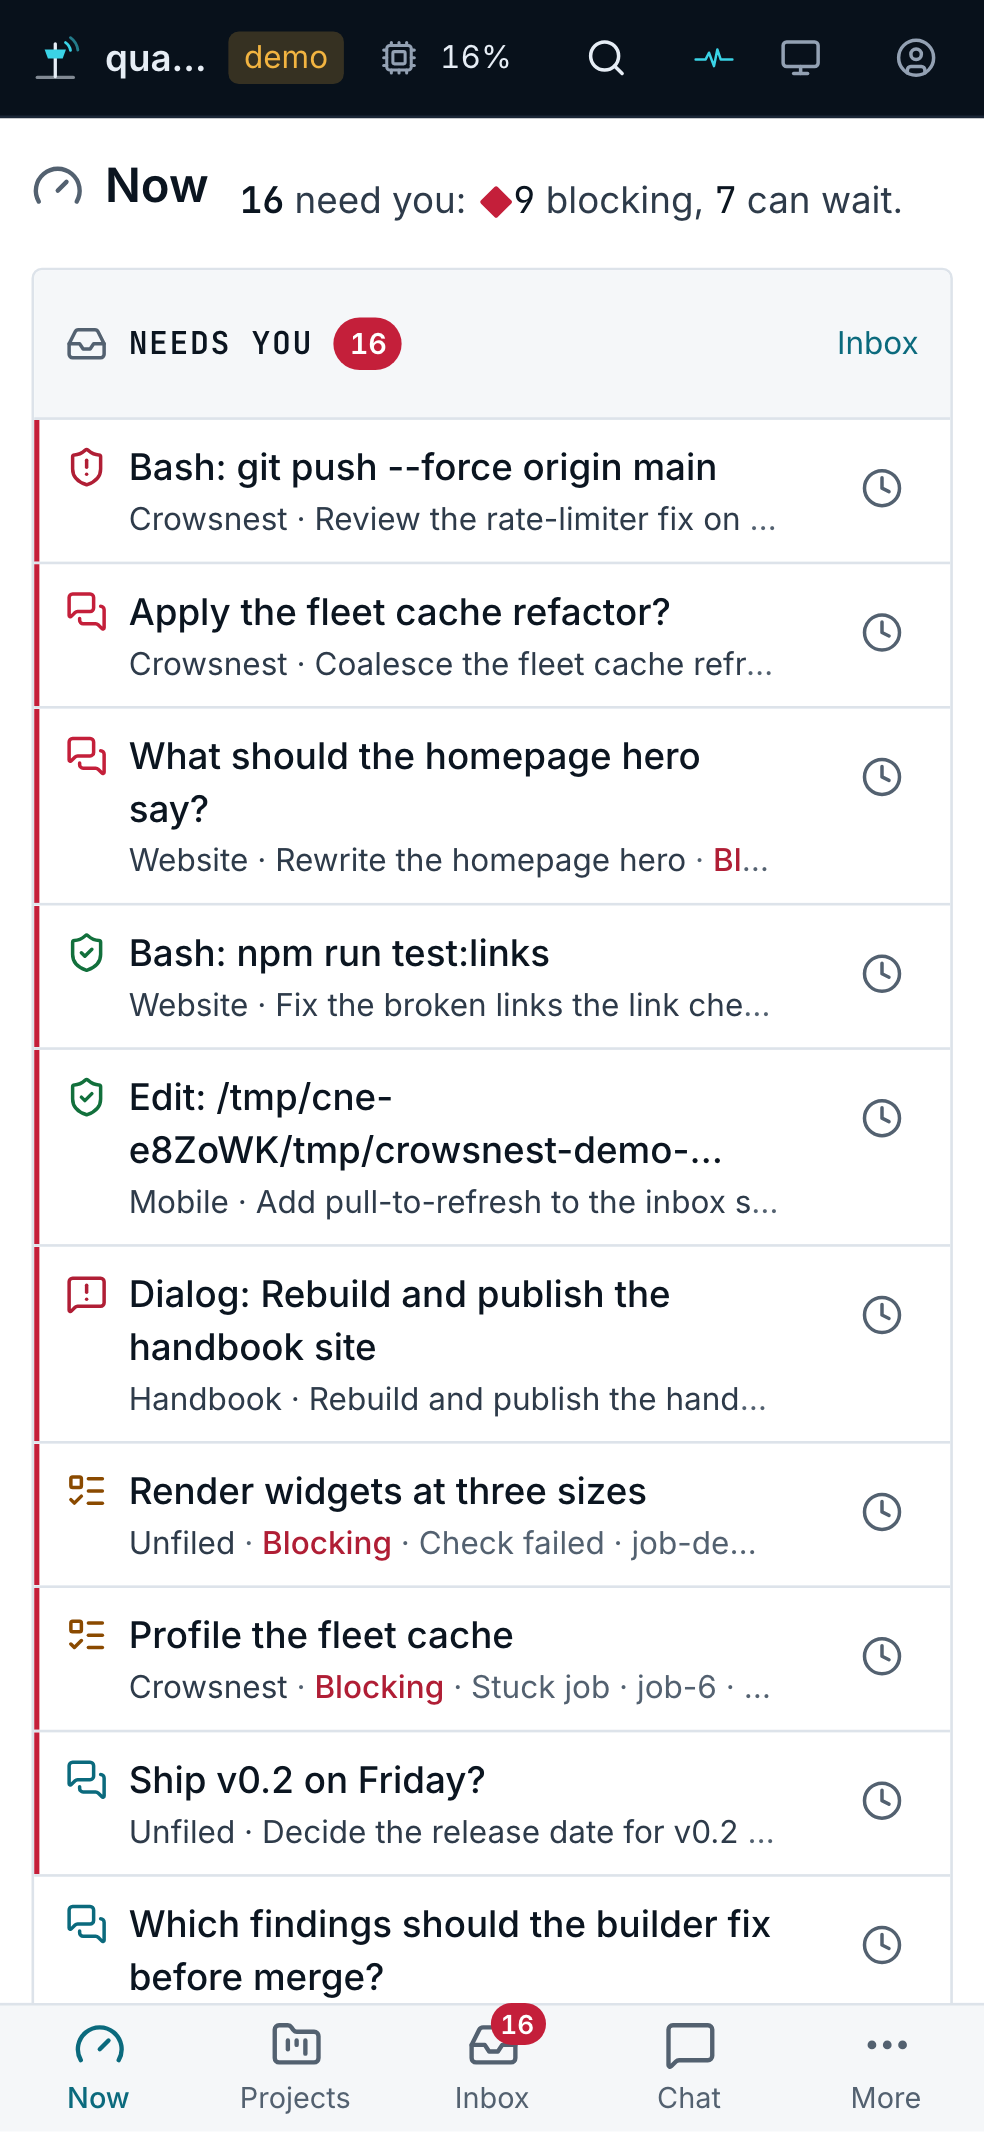 qua...
demo
16%
Now
16 need you: 9 blocking, 7 can wait.
NEEDS YOU 16
Inbox
Bash: git push --force origin main
Crowsnest · Review the rate-limiter fix on ...
Apply the fleet cache refactor?
Crowsnest · Coalesce the fleet cache refr...
What should the homepage hero
say?
Website · Rewrite the homepage hero · Bl...
Bash: npm run test:links
Website · Fix the broken links the link che...
Edit: /tmp/cne-
e8ZoWK/tmp/crowsnest-demo-...
Mobile · Add pull-to-refresh to the inbox s...
Dialog: Rebuild and publish the
handbook site
Handbook · Rebuild and publish the hand...
Render widgets at three sizes
Unfiled · Blocking · Check failed · job-de...
Profile the fleet cache
Crowsnest · Blocking · Stuck job · job-6 · ...
Ship v0.2 on Friday?
Unfiled · Decide the release date for v0.2 ...
Which findings should the builder fix
before merge?
16
Now
Projects
Inbox
Chat
More